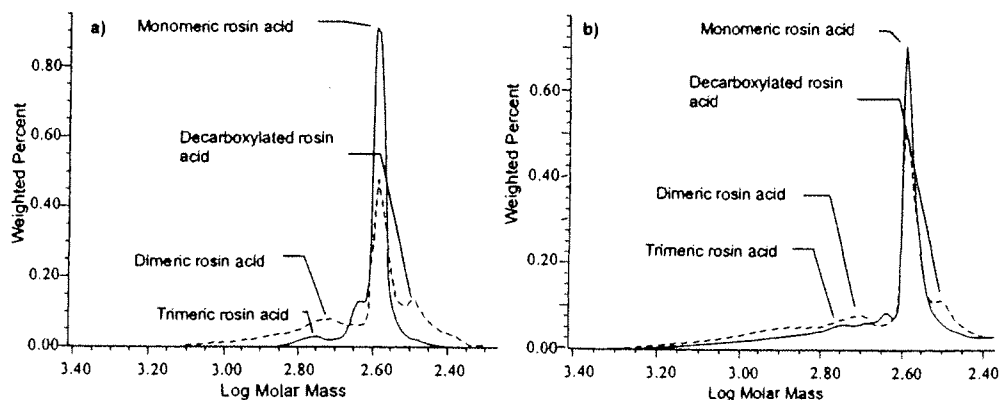 a)
Monomeric rosin acid
0.80
Decarboxylated rosin
acid
0.60
0.40
Dimeric rosin acid
0.20
Trimeric rosin acid
0.00
3.40 3.20 3.00 2.80 2.60 2.40
Log Molar Mass
Weighted Percent
b)
Monomeric rosin acid
Decarboxylated rosin
acid
0.60
0.40
Dimeric rosin acid
Trimeric rosin acid
0.20
0.00
3.40 3.20 3.00 2.80 2.60 2.40
Log Molar Mass
Weighted Percent